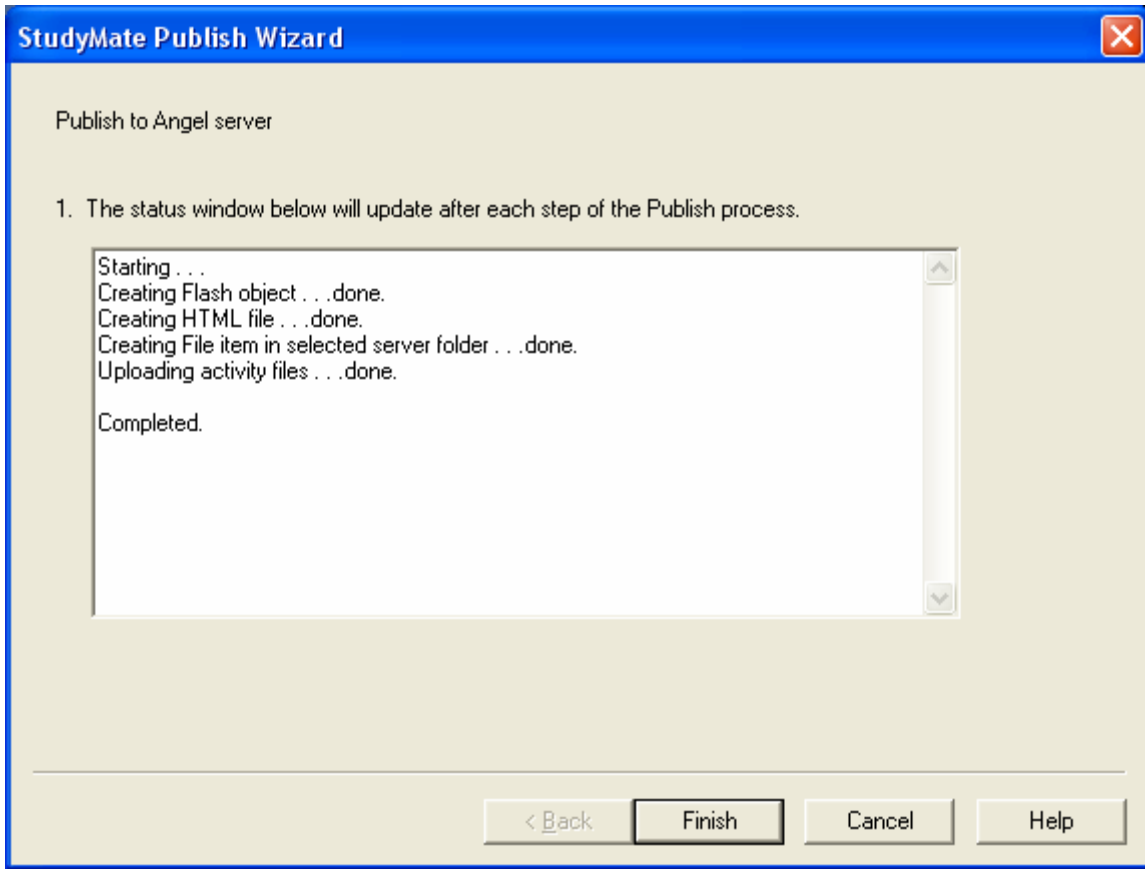 StudyMate Publish Wizard
Publish to Angel server
1. The status window below will update after each step of the Publish process.
Starting . . .
Creating Flash object . . .done.
Creating HTML file . . .done.
Creating File item in selected server folder . . .done.
Uploading activity files . . .done.
Completed.
< Back Finish Cancel Help